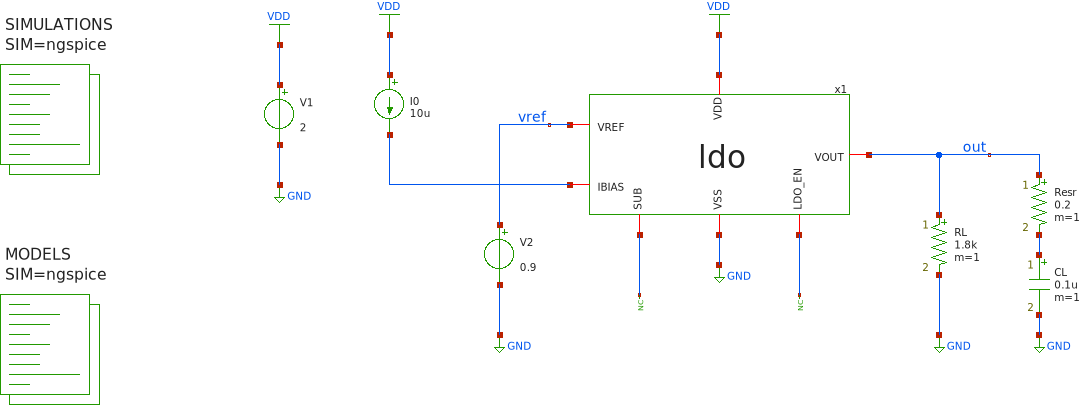 SIMULATIONS
SIM=ngspice
MODELS
SIM=ngspice
VDD
V1
2
GND
VDD
I0
10u
vref
V2
0.9
GND
VDD
x1
VDD
VREF
ldo
VOUT
IBIAS
SUB
VSS
LDO_EN
NC
GND
NC
out
1
RL
1.8k
m=1
2
GND
1
Resr
0.2
m=1
2
1
CL
0.1u
m=1
2
GND